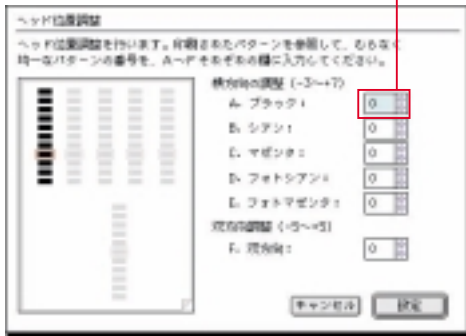 ヘッド位置調整
ヘッド位置調整を行います。印刷されたパターンを参照して、むらなく
均一なパターンの番号を、A～Fそれぞれの欄に入力してください。
横方向の調整 (-3～+7)
A. ブラック: 0
B. シアン: 0
C. マゼンタ: 0
D. フォトシアン: 0
E. フォトマゼンタ: 0
双方向調整 (-5～+5)
F. 双方向: 0
キャンセル 設定